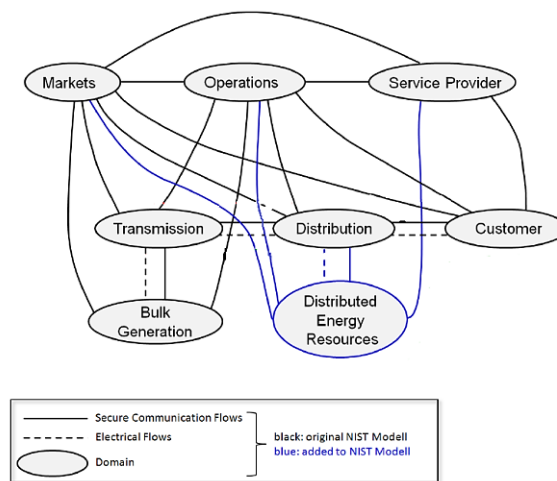 Markets
Operations
Service Provider
Transmission
Distribution
Customer
Bulk
Generation
Distributed
Energy
Resources
Secure Communication Flows
Electrical Flows
Domain
black: original NIST Modell
blue: added to NIST Modell